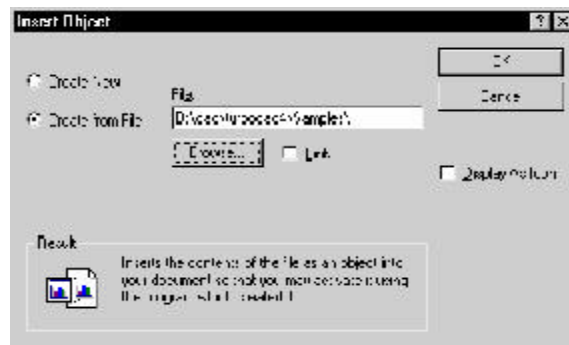 Insert Object
Create New
Create from File
File:
Browse...
Link
OK
Cancel
Display As Icon
Result
Inserts the contents of the file as an object into
your document so that you may activate it using
the program which created it.